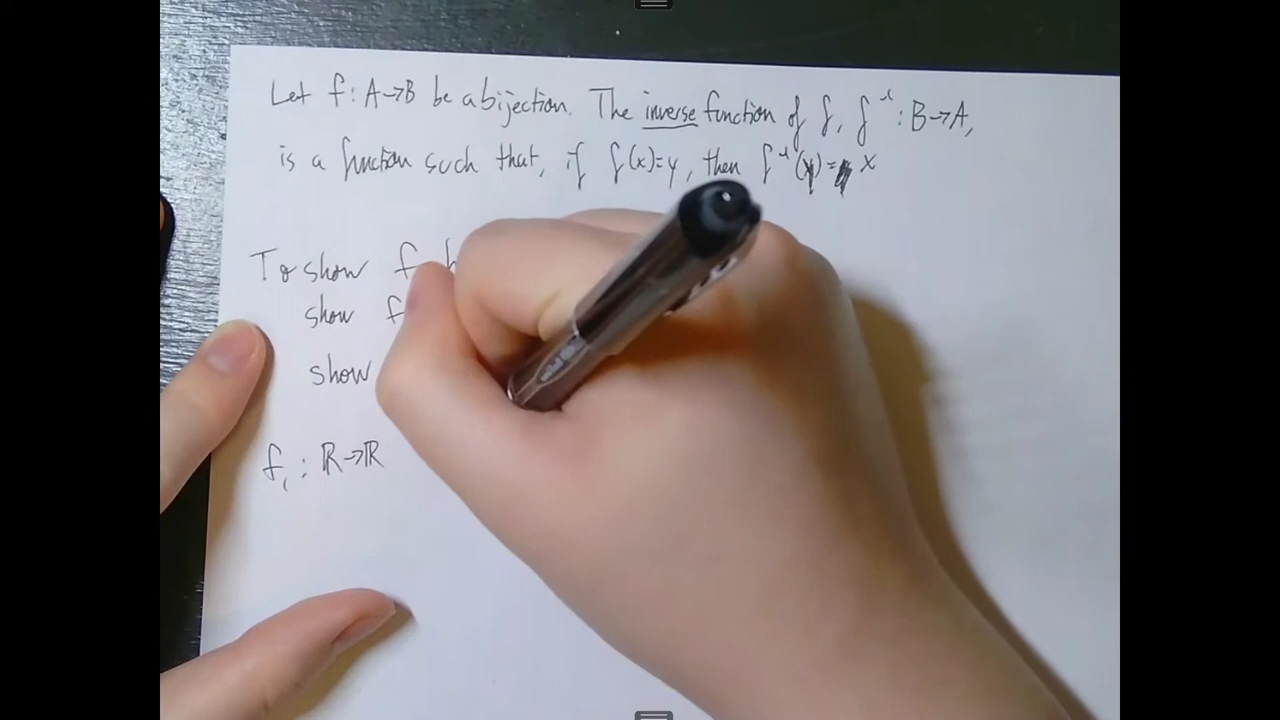 Let f: A→B be a bijection. The inverse function of f, f⁻¹: B→A,
is a function such that, if f(x)=y, then f⁻¹(y)= x
To show f
show f
show
f₁ : ℝ→ℝ